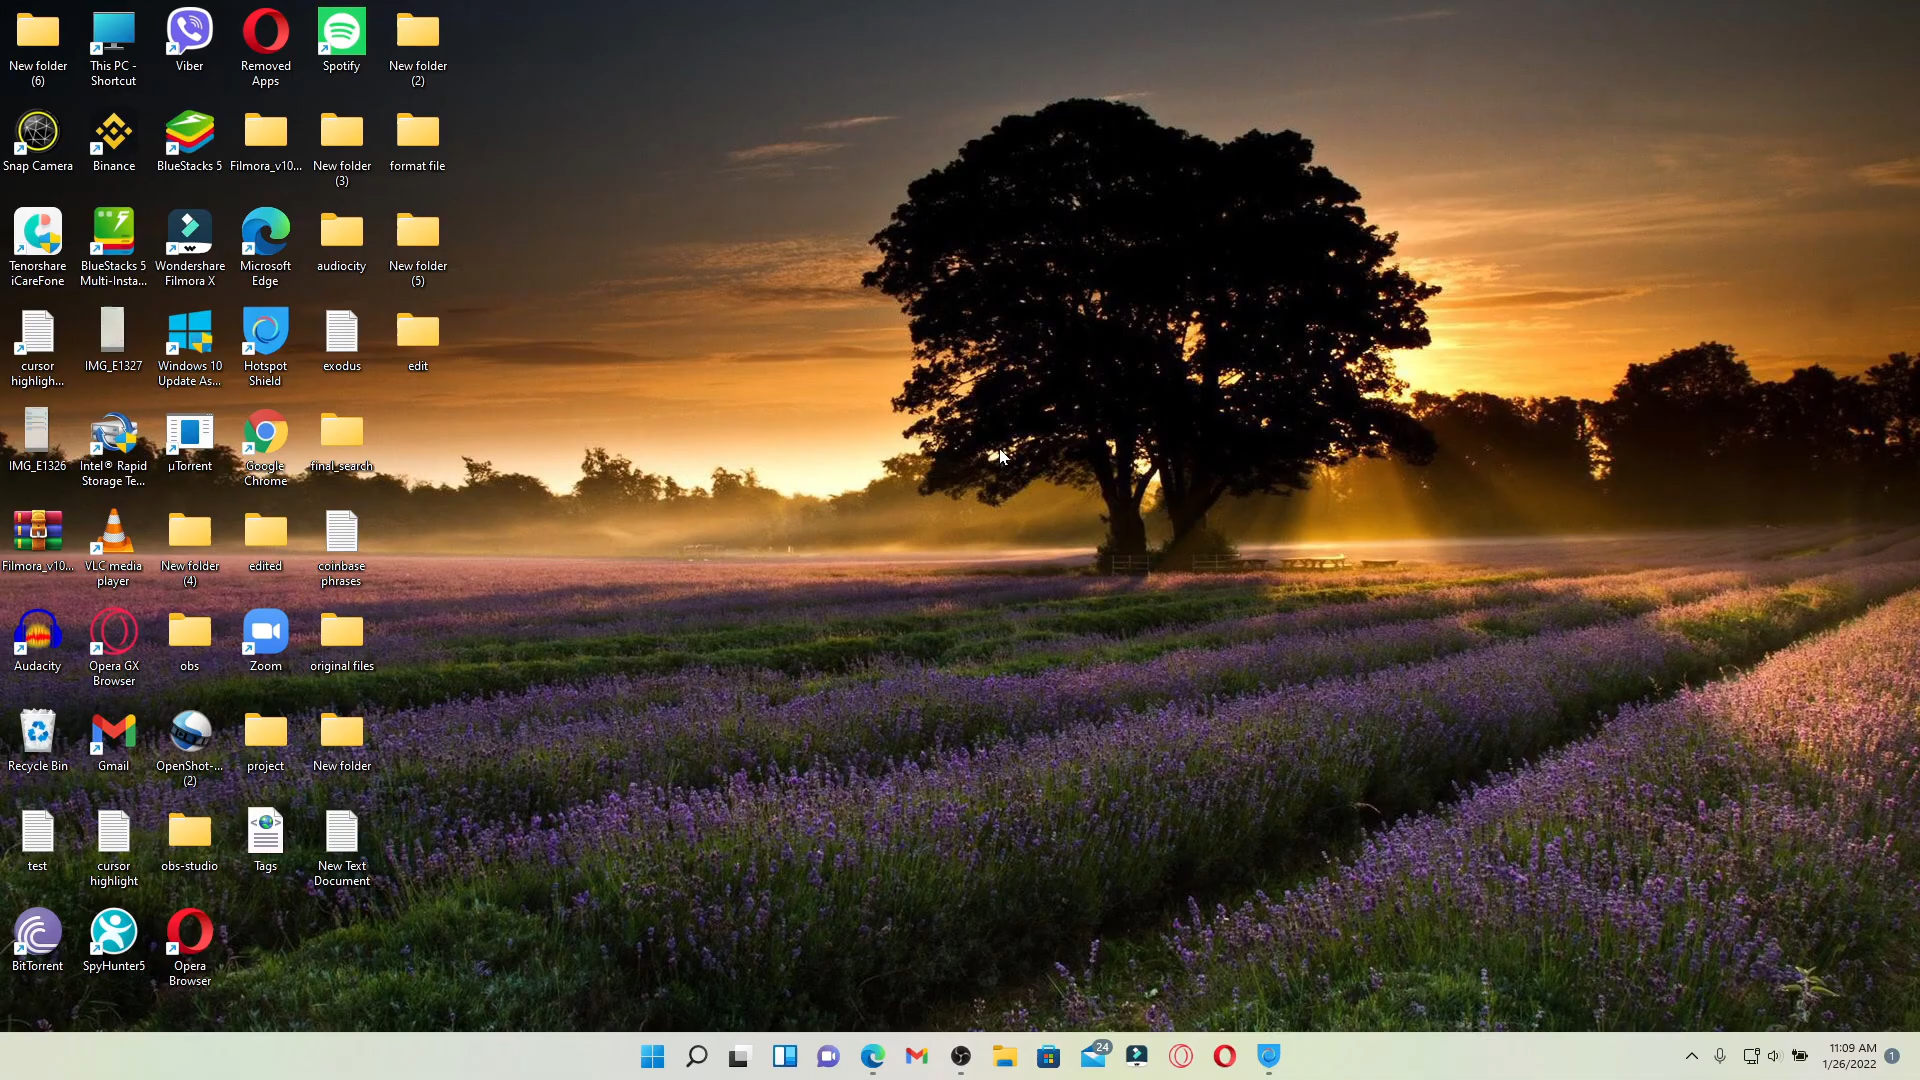 New folder
(6)
This PC -
Shortcut
Viber
Removed
Apps
Spotify
New folder
(2)
Snap Camera
Binance
BlueStacks 5
Filmora_v10...
New folder
(3)
format file
Tenorshare
iCareFone
BlueStacks 5
Multi-Insta...
Wondershare
Filmora X
Microsoft
Edge
audiocity
New folder
(5)
cursor
highligh...
IMG_E1327
Windows 10
Update As...
Hotspot
Shield
exodus
edit
IMG_E1326
Intel® Rapid
Storage Te...
µTorrent
Google
Chrome
final_search
Filmora_v10...
VLC media
player
New folder
(4)
edited
coinbase
phrases
Audacity
Opera GX
Browser
obs
Zoom
original files
Recycle Bin
Gmail
OpenShot-...
(2)
project
New folder
test
cursor
highlight
obs-studio
Tags
New Text
Document
BitTorrent
SpyHunter5
Opera
Browser
24
11:09 AM
1/26/2022
1